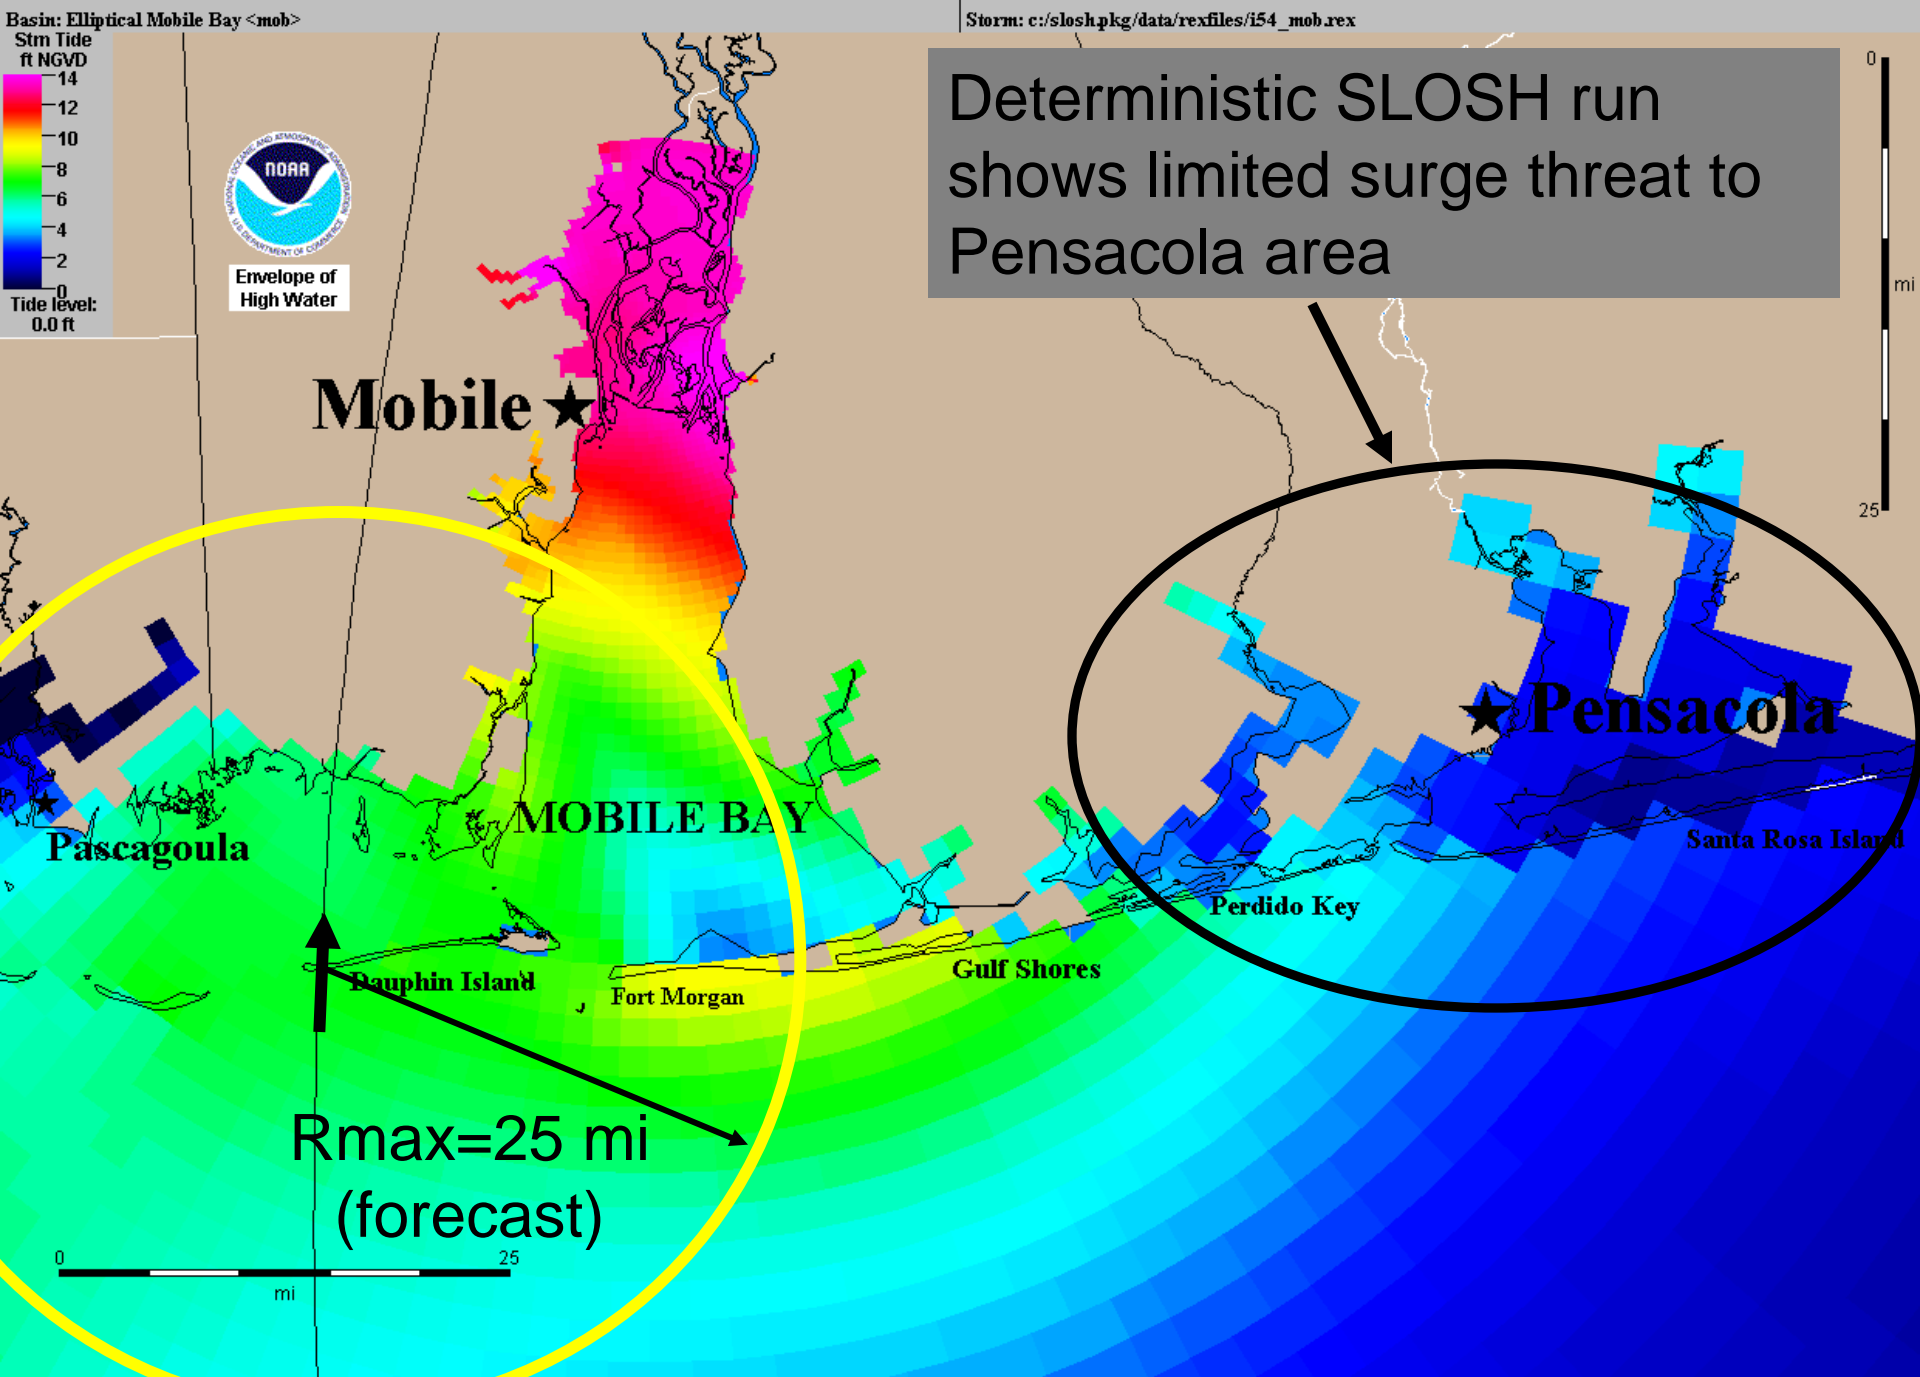 Basin: Elliptical Mobile Bay <mob>
Storm: c:/slosh.pkg/data/rexfiles/i54_mob.rex
Stm Tide
ft NGVD
14
12
10
8
6
4
2
0
Tide level:
0.0 ft
NOAA
Envelope of
High Water
Deterministic SLOSH run
shows limited surge threat to
Pensacola area
0
mi
25
Mobile
Pensacola
MOBILE BAY
Pascagoula
Santa Rosa Island
Perdido Key
Gulf Shores
Dauphin Island
Fort Morgan
Rmax=25 mi
(forecast)
0
25
mi